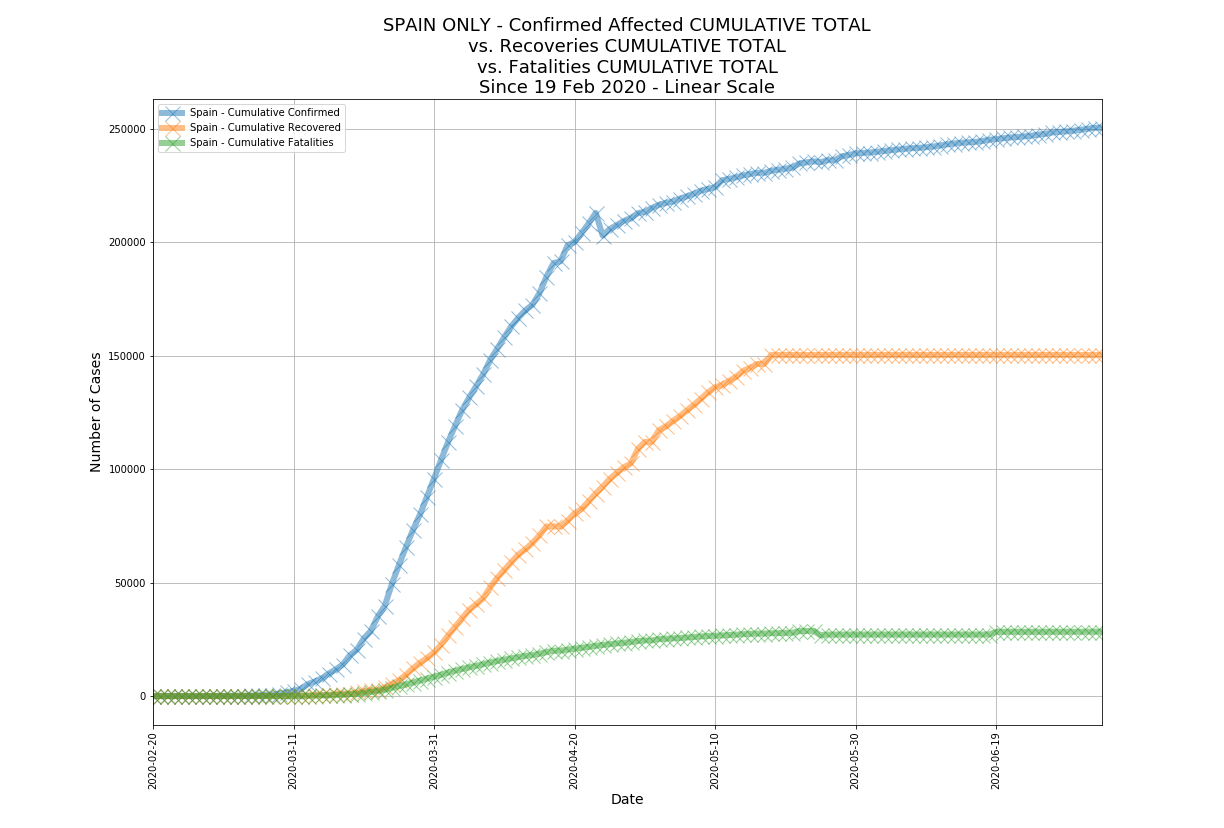 SPAIN ONLY - Confirmed Affected CUMULATIVE TOTAL
vs. Recoveries CUMULATIVE TOTAL
vs. Fatalities CUMULATIVE TOTAL
Since 19 Feb 2020 - Linear Scale
Spain - Cumulative Confirmed
Spain - Cumulative Recovered
Spain - Cumulative Fatalities
250000
200000
150000
100000
50000
0
Number of Cases
2020-02-20
2020-03-11
2020-03-31
2020-04-20
2020-05-10
2020-05-30
2020-06-19
Date